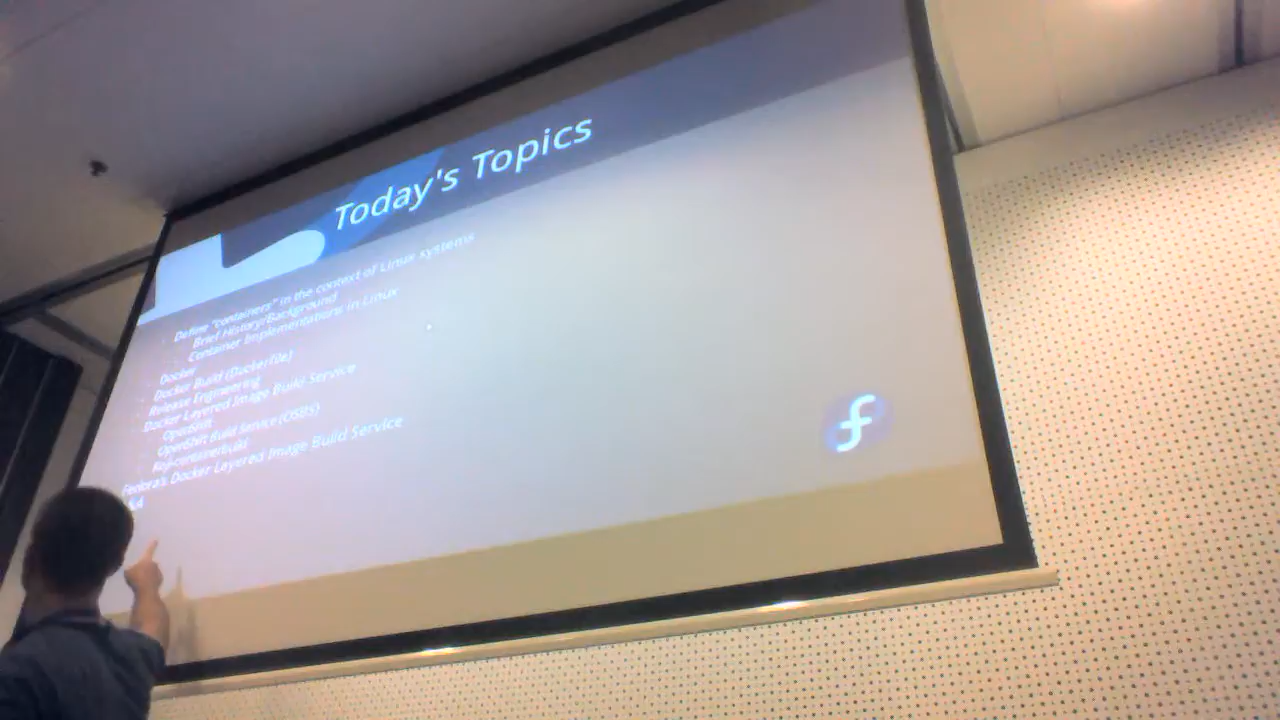 Today's Topics
Define "containers" in the context of Linux systems
Brief History/Background
Container Implementations in Linux
Docker
Docker Build (Dockerfile)
Release Engineering
Docker Layered Image Build Service
OpenShift
OpenShift Build Service (OSBS)
Koji-containerbuild
Fedora's Docker Layered Image Build Service